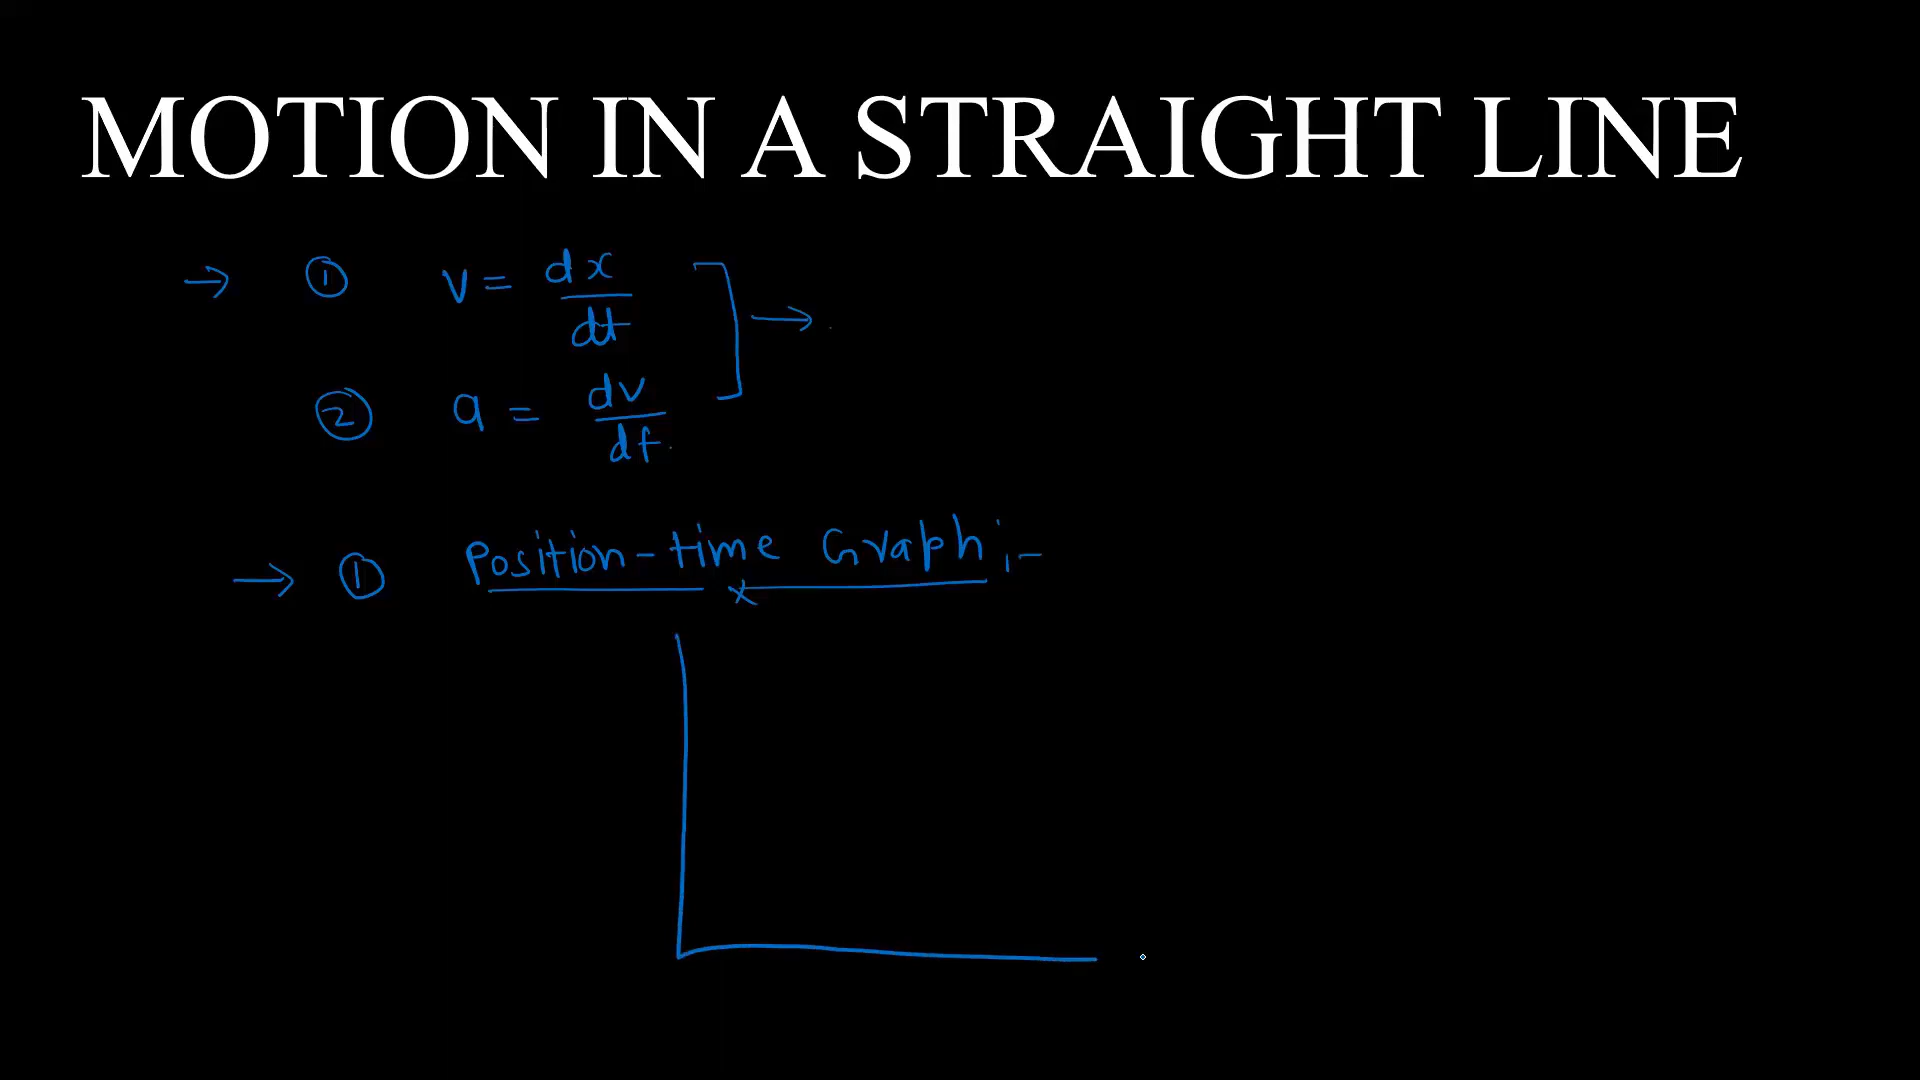 MOTION IN A STRAIGHT LINE
→ ① v = dx/dt ] →
② a = dv/dt
→ ① Position-time Graph :-